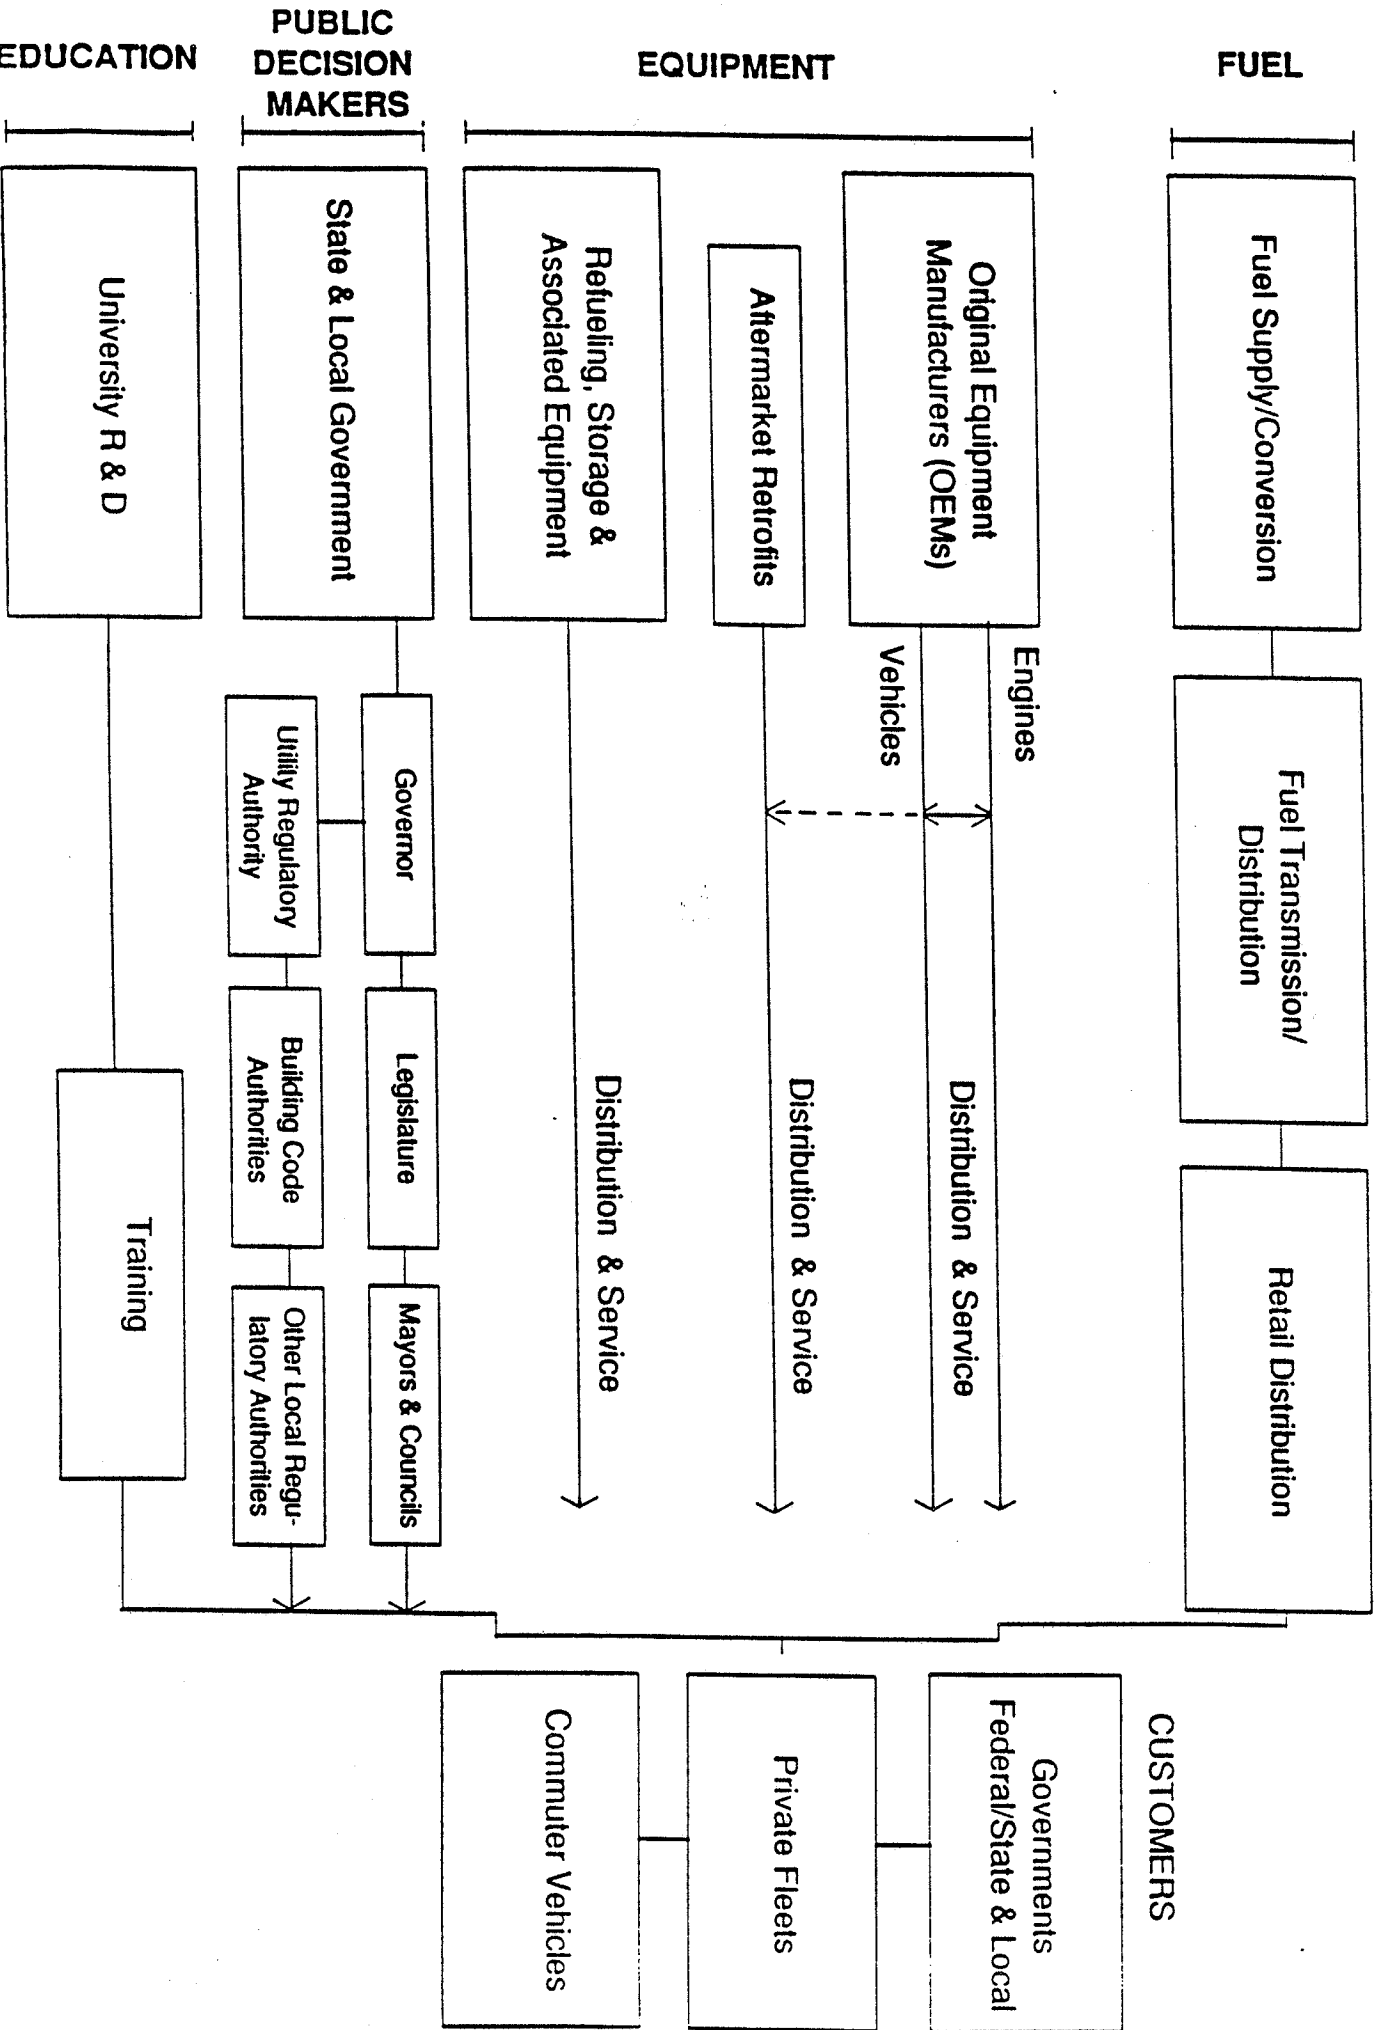 FUEL
Fuel Supply/Conversion
Fuel Transmission/
Distribution
Retail Distribution
EQUIPMENT
Original Equipment
Manufacturers (OEMs)
Engines
Vehicles
Distribution & Service
Aftermarket Retrofits
Distribution & Service
Refueling, Storage &
Associated Equipment
Distribution & Service
PUBLIC
DECISION
MAKERS
State & Local Government
Governor
Legislature
Mayors & Councils
Utility Regulatory
Authority
Building Code
Authorities
Other Local Regu-
latory Authorities
EDUCATION
University R & D
Training
CUSTOMERS
Governments
Federal/State & Local
Private Fleets
Commuter Vehicles